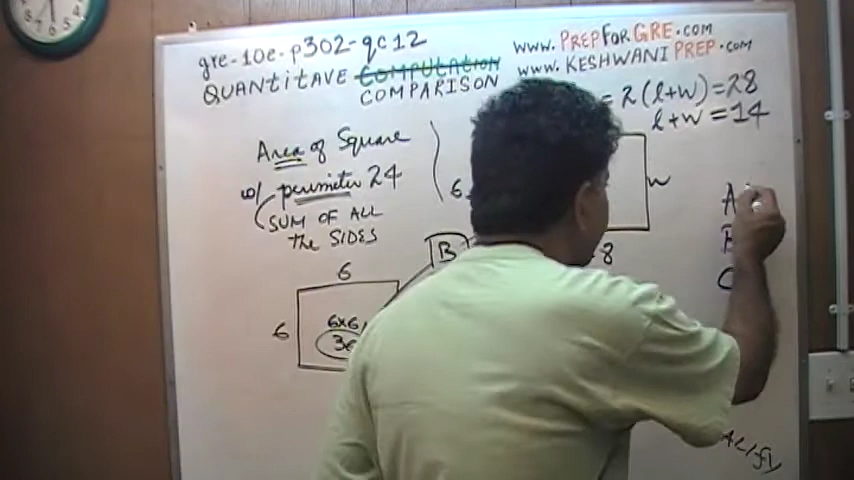 gre-10e-p302-qc12
QUANTITAVE COMPUTATION
COMPARISON
www. PREPFORGRE.com
www. KESHWANIPREP.com
= 2(l+w) = 28
l+w = 14
Area of Square
w/ perimeter 24
SUM OF ALL
the SIDES
6
w
8
B
6
6
6x6
A